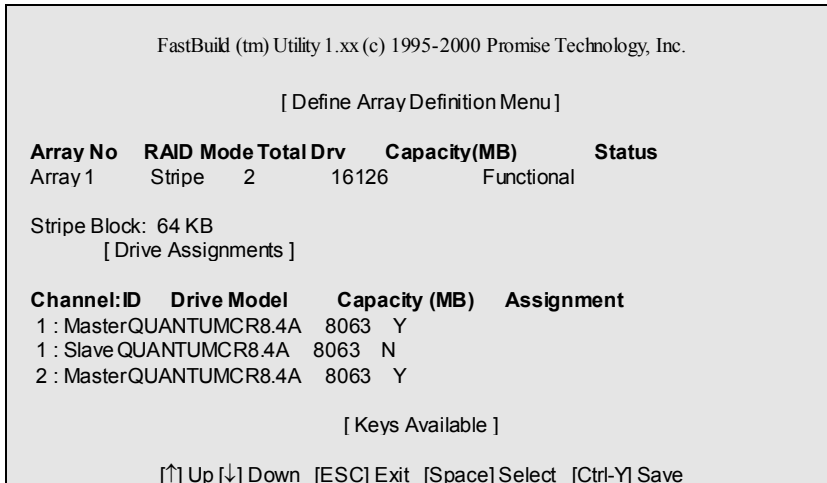 FastBuild (tm) Utility 1.xx (c) 1995-2000 Promise Technology, Inc.
[ Define Array Definition Menu ]
Array No RAID Mode Total Drv Capacity(MB) Status
Array 1 Stripe 2 16126 Functional
Stripe Block: 64 KB
[ Drive Assignments ]
Channel:ID Drive Model Capacity (MB) Assignment
1 : Master QUANTUMCR8.4A 8063 Y
1 : Slave QUANTUMCR8.4A 8063 N
2 : Master QUANTUMCR8.4A 8063 Y
[ Keys Available ]
[↑] Up [↓] Down [ESC] Exit [Space] Select [Ctrl-Y] Save